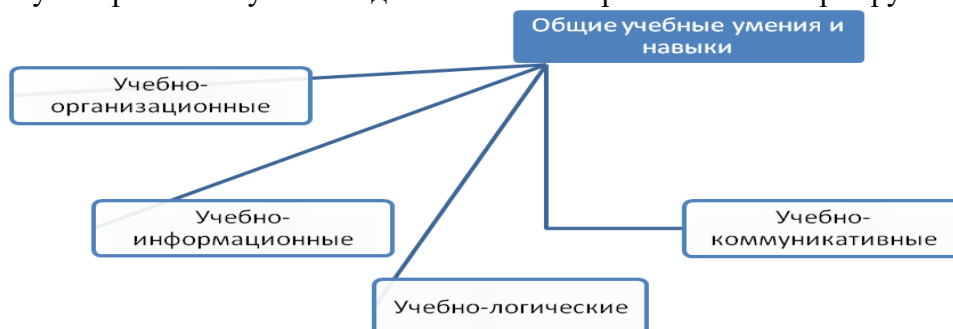 Общие учебные умения и
навыки
Учебно-
организационные
Учебно-
информационные
Учебно-
коммуникативные
Учебно-логические